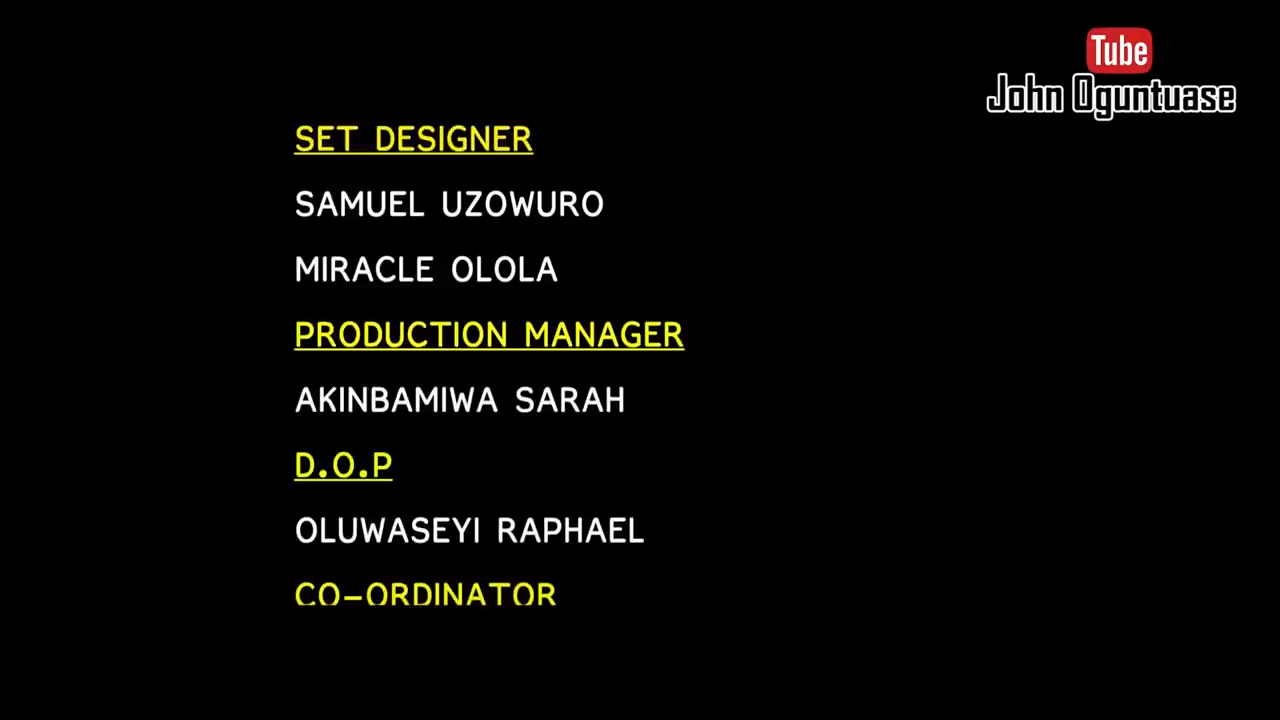 Tube
John Oguntuase
SET DESIGNER
SAMUEL UZOWURO
MIRACLE OLOLA
PRODUCTION MANAGER
AKINBAMIWA SARAH
D.O.P
OLUWASEYI RAPHAEL
CO-ORDINATOR